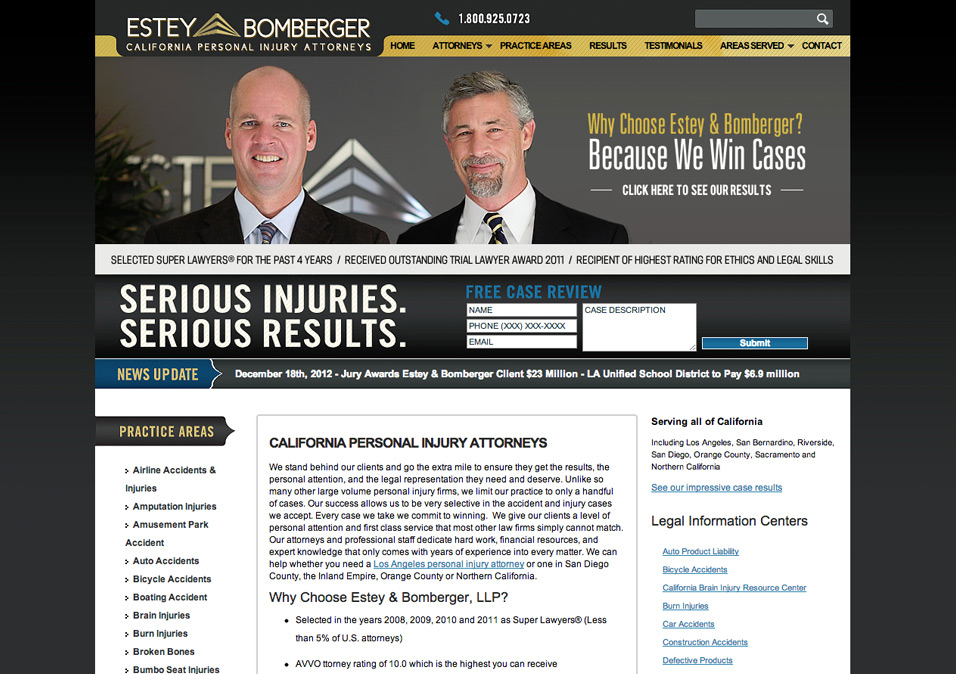 ESTEY BOMBERGER
CALIFORNIA PERSONAL INJURY ATTORNEYS
1.800.925.0723
HOME ATTORNEYS PRACTICE AREAS RESULTS TESTIMONIALS AREAS SERVED CONTACT
ESTE
Why Choose Estey & Bomberger?
Because We Win Cases
CLICK HERE TO SEE OUR RESULTS
SELECTED SUPER LAWYERS® FOR THE PAST 4 YEARS / RECEIVED OUTSTANDING TRIAL LAWYER AWARD 2011 / RECIPIENT OF HIGHEST RATING FOR ETHICS AND LEGAL SKILLS
SERIOUS INJURIES.
SERIOUS RESULTS.
FREE CASE REVIEW
NAME
PHONE (XXX) XXX-XXXX
EMAIL
CASE DESCRIPTION
Submit
NEWS UPDATE
December 18th, 2012 - Jury Awards Estey & Bomberger Client $23 Million - LA Unified School District to Pay $6.9 million
PRACTICE AREAS
Airline Accidents &
Injuries
Amputation Injuries
Amusement Park
Accident
Auto Accidents
Bicycle Accidents
Boating Accident
Brain Injuries
Burn Injuries
Broken Bones
Bumbo Seat Injuries
CALIFORNIA PERSONAL INJURY ATTORNEYS
We stand behind our clients and go the extra mile to ensure they get the results, the
personal attention, and the legal representation they need and deserve. Unlike so
many other large volume personal injury firms, we limit our practice to only a handful
of cases. Our success allows us to be very selective in the accident and injury cases
we accept. Every case we take we commit to winning. We give our clients a level of
personal attention and first class service that most other law firms simply cannot match.
Our attorneys and professional staff dedicate hard work, financial resources, and
expert knowledge that only comes with years of experience into every matter. We can
help whether you need a Los Angeles personal injury attorney or one in San Diego
County, the Inland Empire, Orange County or Northern California.
Why Choose Estey & Bomberger, LLP?
Selected in the years 2008, 2009, 2010 and 2011 as Super Lawyers® (Less
than 5% of U.S. attorneys)
AVVO ttorney rating of 10.0 which is the highest you can receive
Serving all of California
Including Los Angeles, San Bernardino, Riverside,
San Diego, Orange County, Sacramento and
Northern California
See our impressive case results
Legal Information Centers
Auto Product Liability
Bicycle Accidents
California Brain Injury Resource Center
Burn Injuries
Car Accidents
Construction Accidents
Defective Products